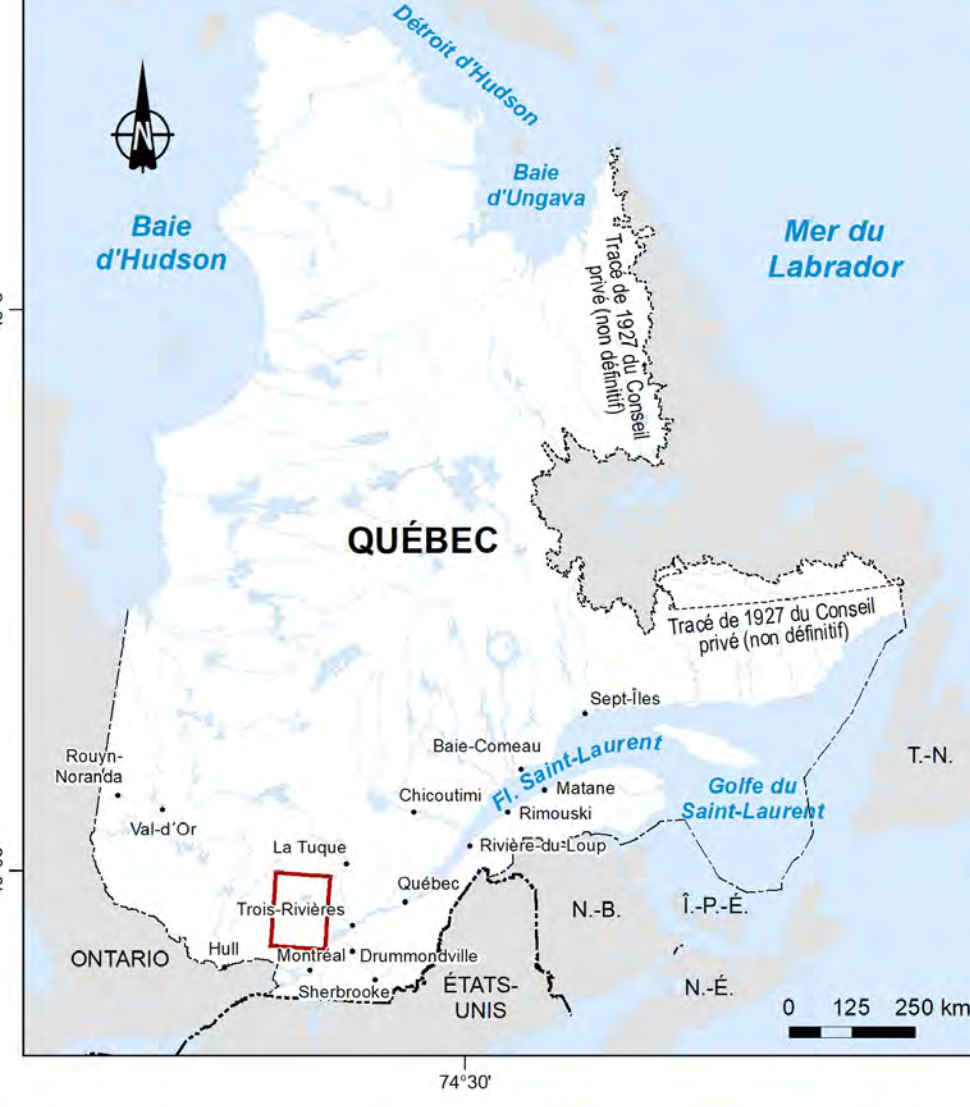 Détroit d'Hudson
N
Baie
d'Ungava
Baie
d'Hudson
Mer du
Labrador
Tracé de 1927 du Conseil
privé (non définitif)
QUÉBEC
Tracé de 1927 du Conseil
privé (non définitif)
Sept-Îles
Baie-Comeau
Fl. Saint-Laurent
Rouyn-
Noranda
T.-N.
Chicoutimi
Matane
Golfe du
Saint-Laurent
Rimouski
Val-d'Or
La Tuque
Rivière-du-Loup
Québec
Trois-Rivières
N.-B.
Î.-P.-É.
ONTARIO
Hull
Montréal
Drummondville
Sherbrooke
ÉTATS-
UNIS
N.-É.
0 125 250 km
74°30'